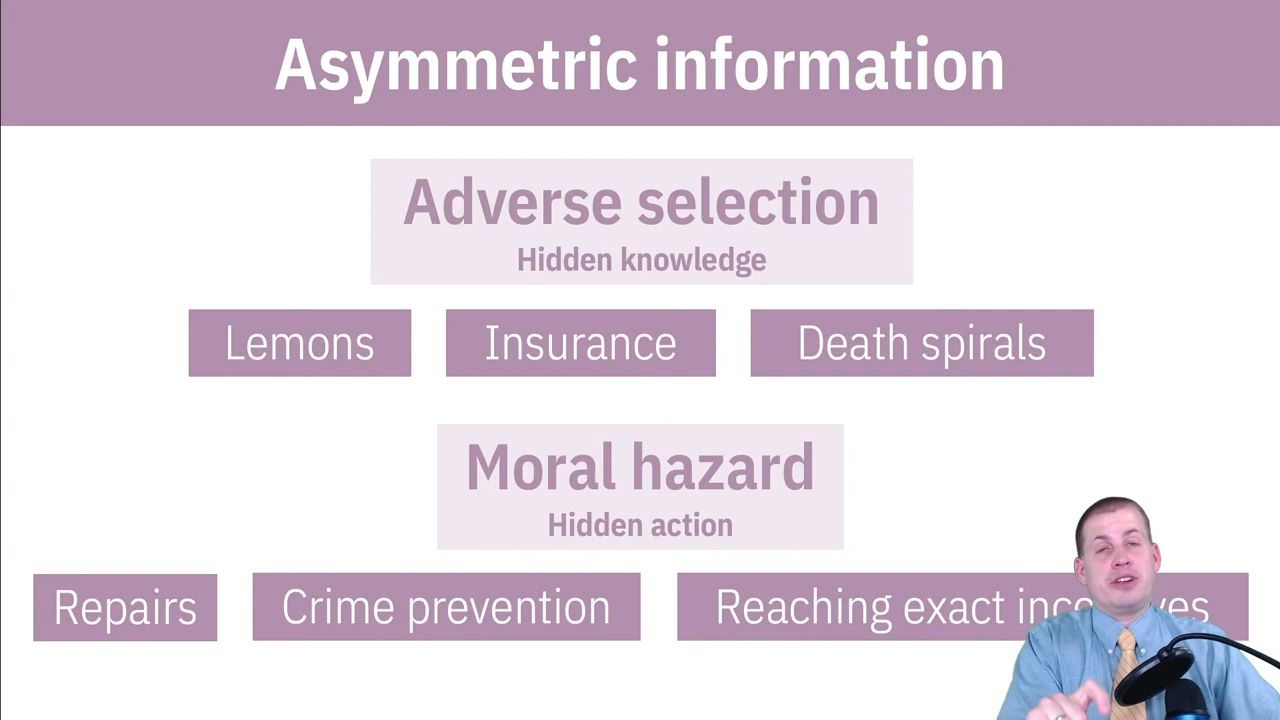 Asymmetric information
Adverse selection
Hidden knowledge
Lemons Insurance Death spirals
Moral hazard
Hidden action
Repairs Crime prevention Reaching exact